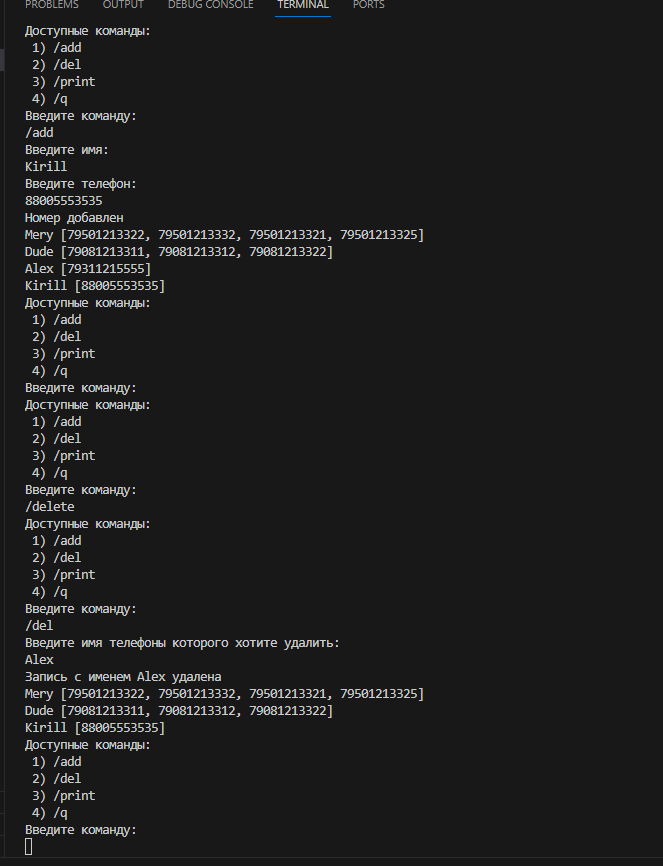 PROBLEMS OUTPUT DEBUG CONSOLE TERMINAL PORTS
Доступные команды:
1) /add
2) /del
3) /print
4) /q
Введите команду:
/add
Введите имя:
Kirill
Введите телефон:
88005553535
Номер добавлен
Mery [79501213322, 79501213332, 79501213321, 79501213325]
Dude [79081213311, 79081213312, 79081213322]
Alex [79311215555]
Kirill [88005553535]
Доступные команды:
1) /add
2) /del
3) /print
4) /q
Введите команду:
Доступные команды:
1) /add
2) /del
3) /print
4) /q
Введите команду:
/delete
Доступные команды:
1) /add
2) /del
3) /print
4) /q
Введите команду:
/del
Введите имя телефоны которого хотите удалить:
Alex
Запись с именем Alex удалена
Mery [79501213322, 79501213332, 79501213321, 79501213325]
Dude [79081213311, 79081213312, 79081213322]
Kirill [88005553535]
Доступные команды:
1) /add
2) /del
3) /print
4) /q
Введите команду: